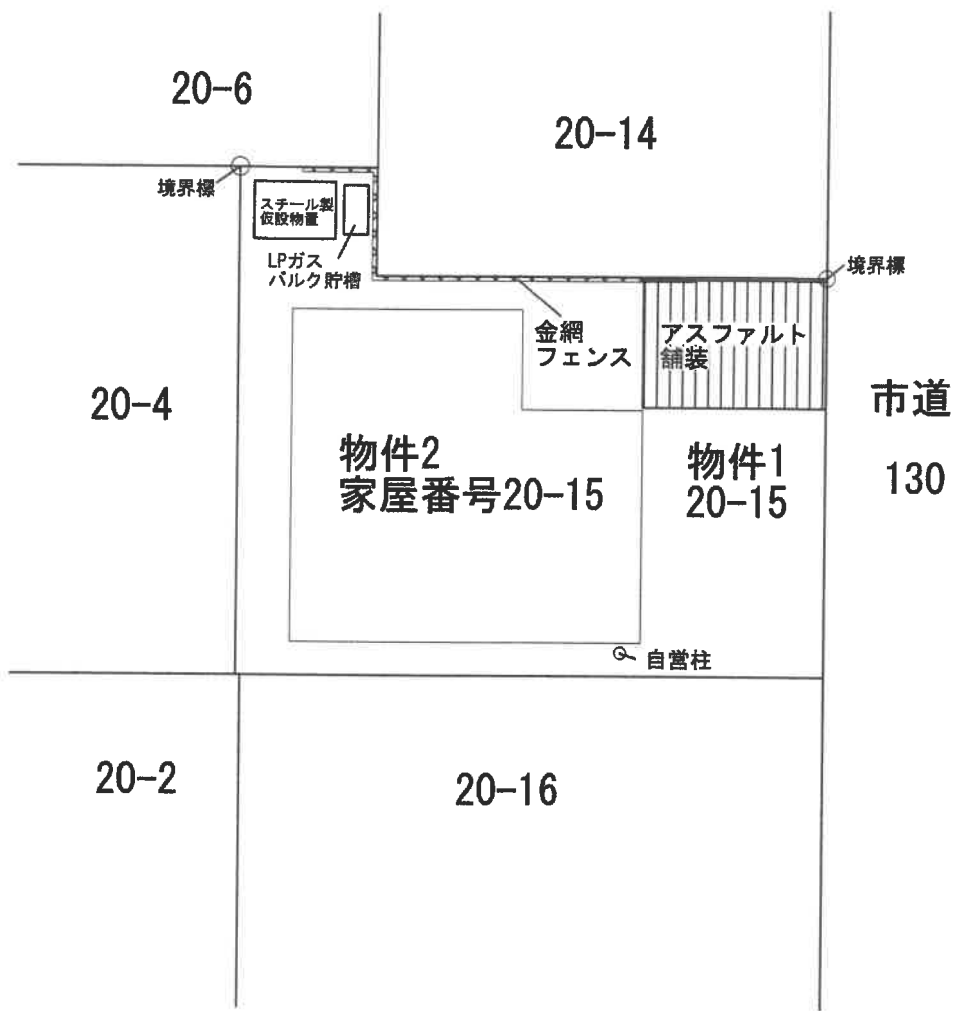 20-6
20-14
境界標
スチール製
仮設物置
LPガス
バルク貯槽
境界標
金網
フェンス
アスファルト
舗装
20-4
市道
130
物件2
家屋番号20-15
物件1
20-15
自営柱
20-2
20-16